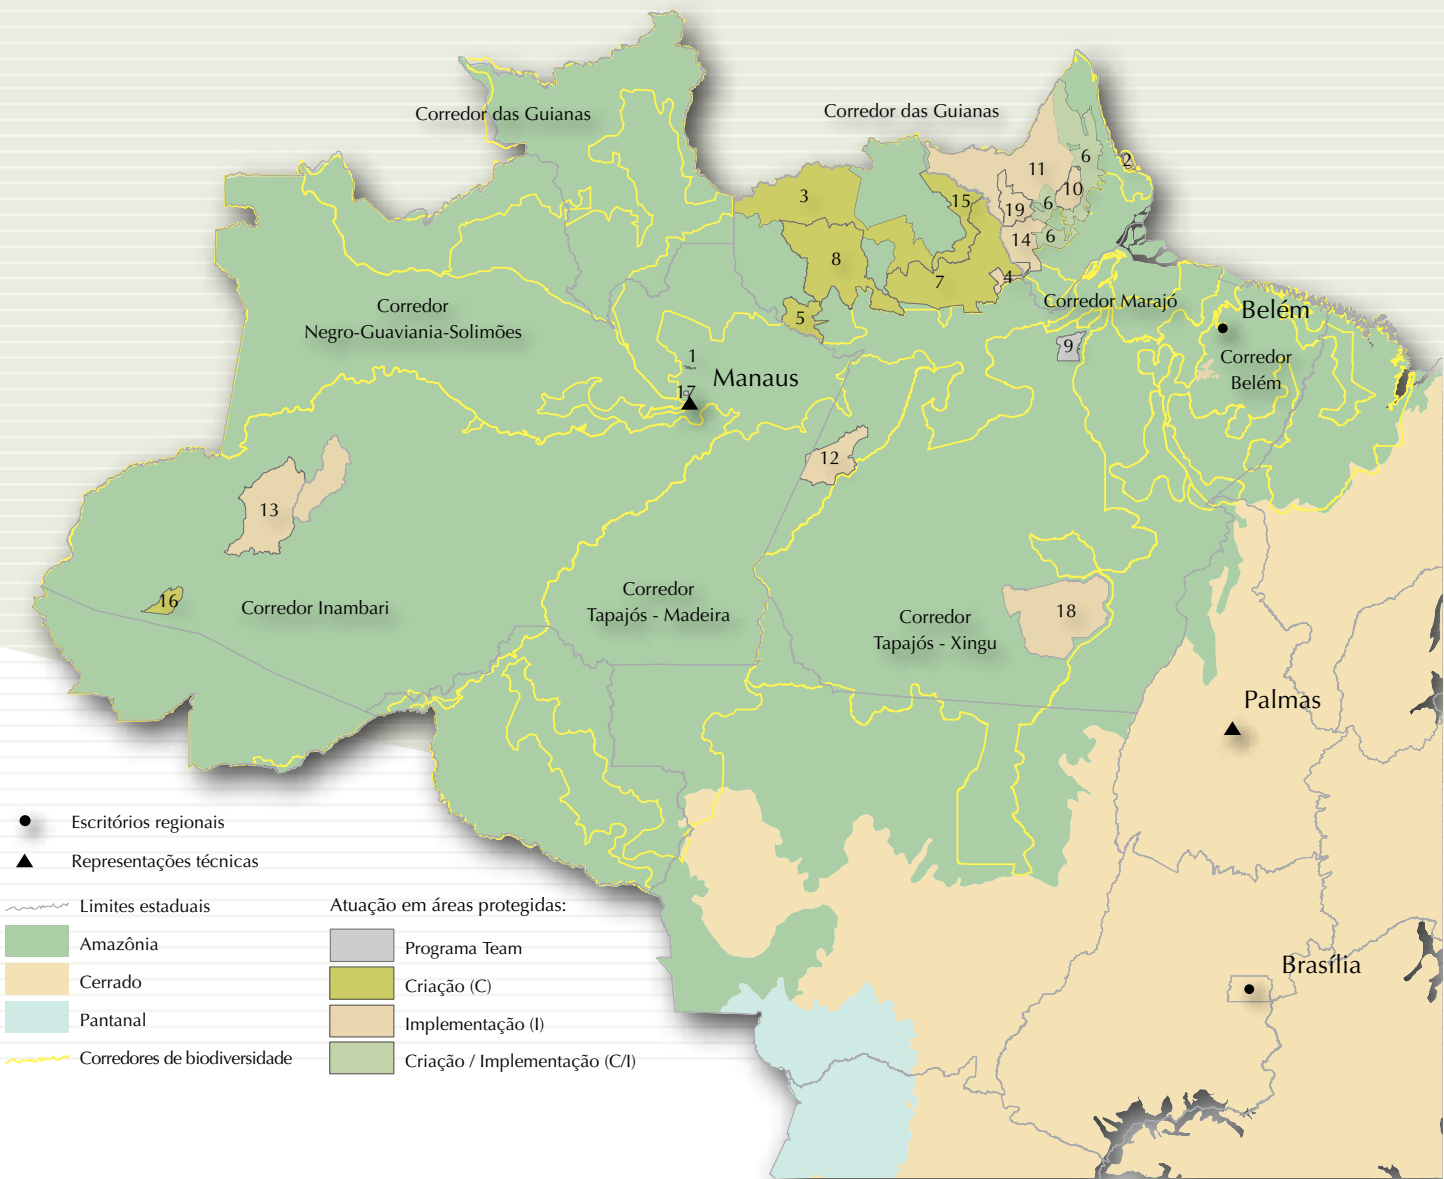 Corredor das Guianas
Corredor das Guianas
2
6
11
10
3
15
6
19
14
6
8
4
7
Corredor Marajó
Corredor
Negro-Guaviania-Solimões
5
Belém
9
Corredor
Belém
1
Manaus
17
12
13
16
Corredor Inambari
Corredor
Tapajós - Madeira
Corredor
Tapajós - Xingu
18
Palmas
Brasília
Escritórios regionais
Representações técnicas
Limites estaduais
Amazônia
Cerrado
Pantanal
Corredores de biodiversidade
Atuação em áreas protegidas:
Programa Team
Criação (C)
Implementação (I)
Criação / Implementação (C/I)